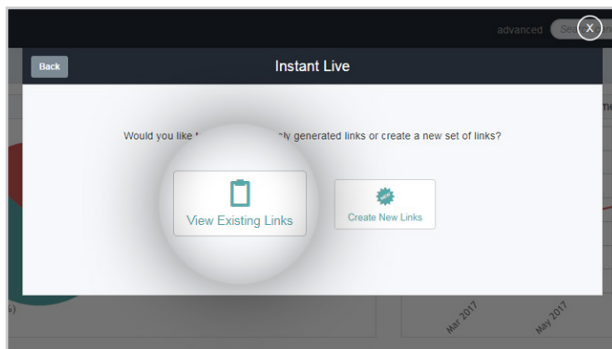 advanced
X
Back
Instant Live
Would you like generated links or create a new set of links?
View Existing Links
Create New Links
Mar 2017
May 2017